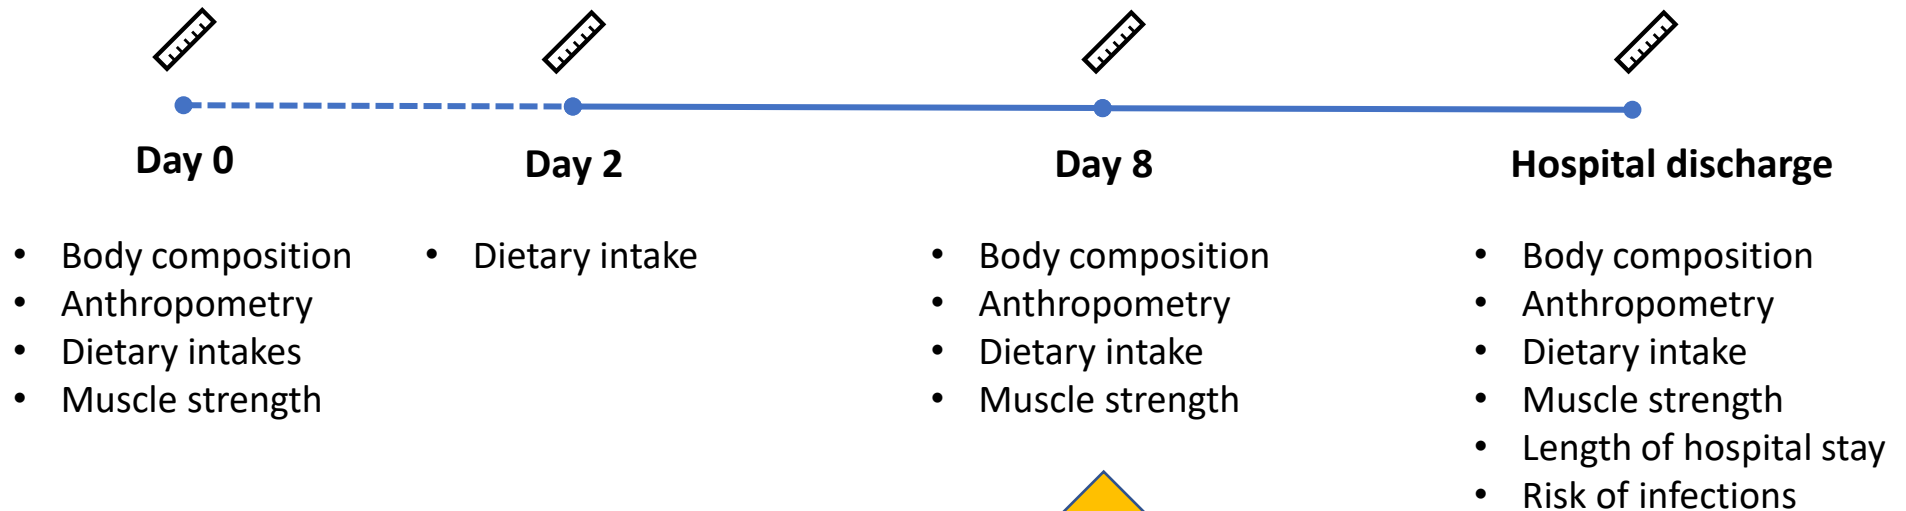 Day 0
Day 2
Day 8
Hospital discharge
• Body composition
• Anthropometry
• Dietary intakes
• Muscle strength
• Dietary intake
• Body composition
• Anthropometry
• Dietary intake
• Muscle strength
• Body composition
• Anthropometry
• Dietary intake
• Muscle strength
• Length of hospital stay
• Risk of infections